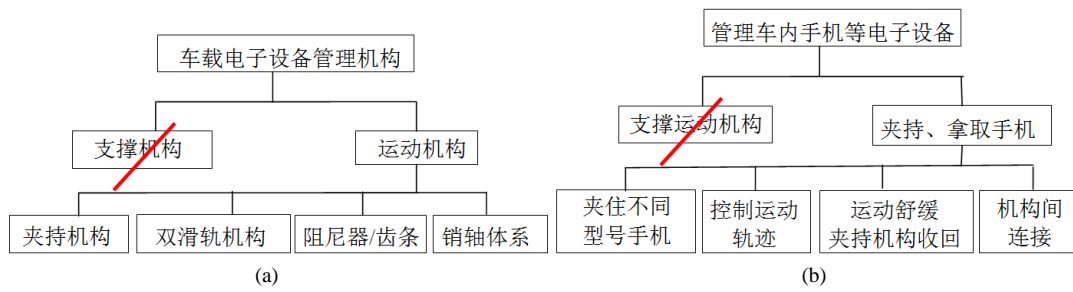 车载电子设备管理机构
支撑机构
运动机构
夹持机构
双滑轨机构
阻尼器/齿条
销轴体系
(a)
管理车内手机等电子设备
支撑运动机构
夹持、拿取手机
夹住不同
型号手机
控制运动
轨迹
运动舒缓
夹持机构收回
机构间
连接
(b)